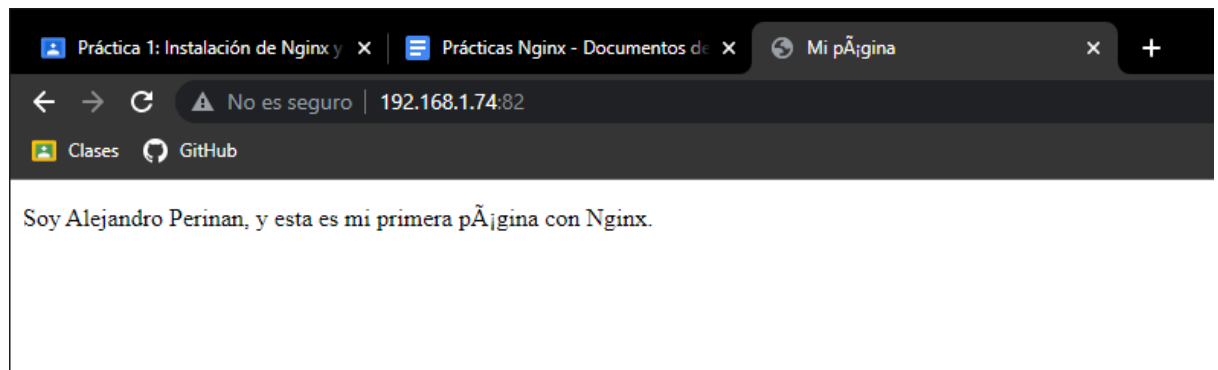 Práctica 1: Instalación de Nginx y
Prácticas Nginx - Documentos de
Mi pÃ¡gina
No es seguro | 192.168.1.74:82
Clases
GitHub
Soy Alejandro Perinan, y esta es mi primera pÃ¡gina con Nginx.